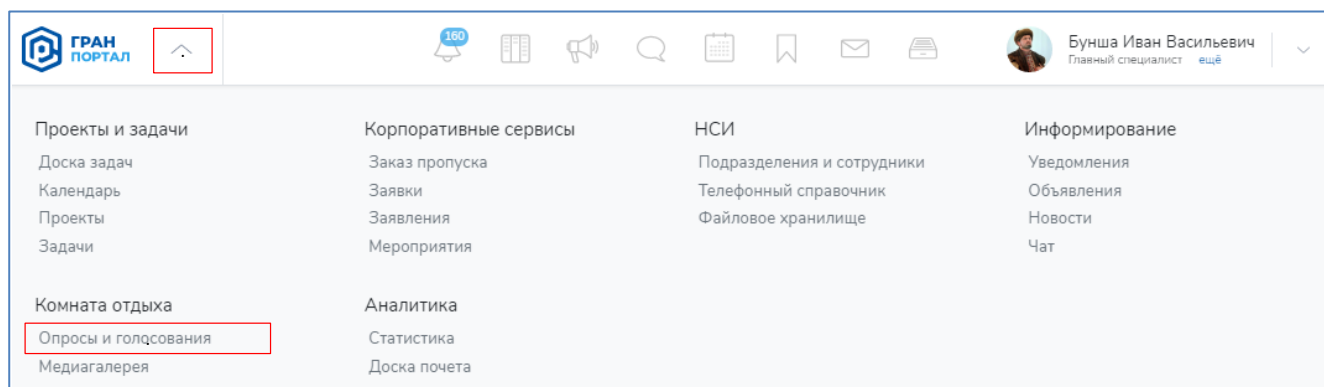 ГРАН
ПОРТАЛ
160
Бунша Иван Васильевич
Главный специалист ещё
Проекты и задачи
Доска задач
Календарь
Проекты
Задачи
Корпоративные сервисы
Заказ пропуска
Заявки
Заявления
Мероприятия
НСИ
Подразделения и сотрудники
Телефонный справочник
Файловое хранилище
Информирование
Уведомления
Объявления
Новости
Чат
Комната отдыха
Опросы и голосования
Медиагалерея
Аналитика
Статистика
Доска почета